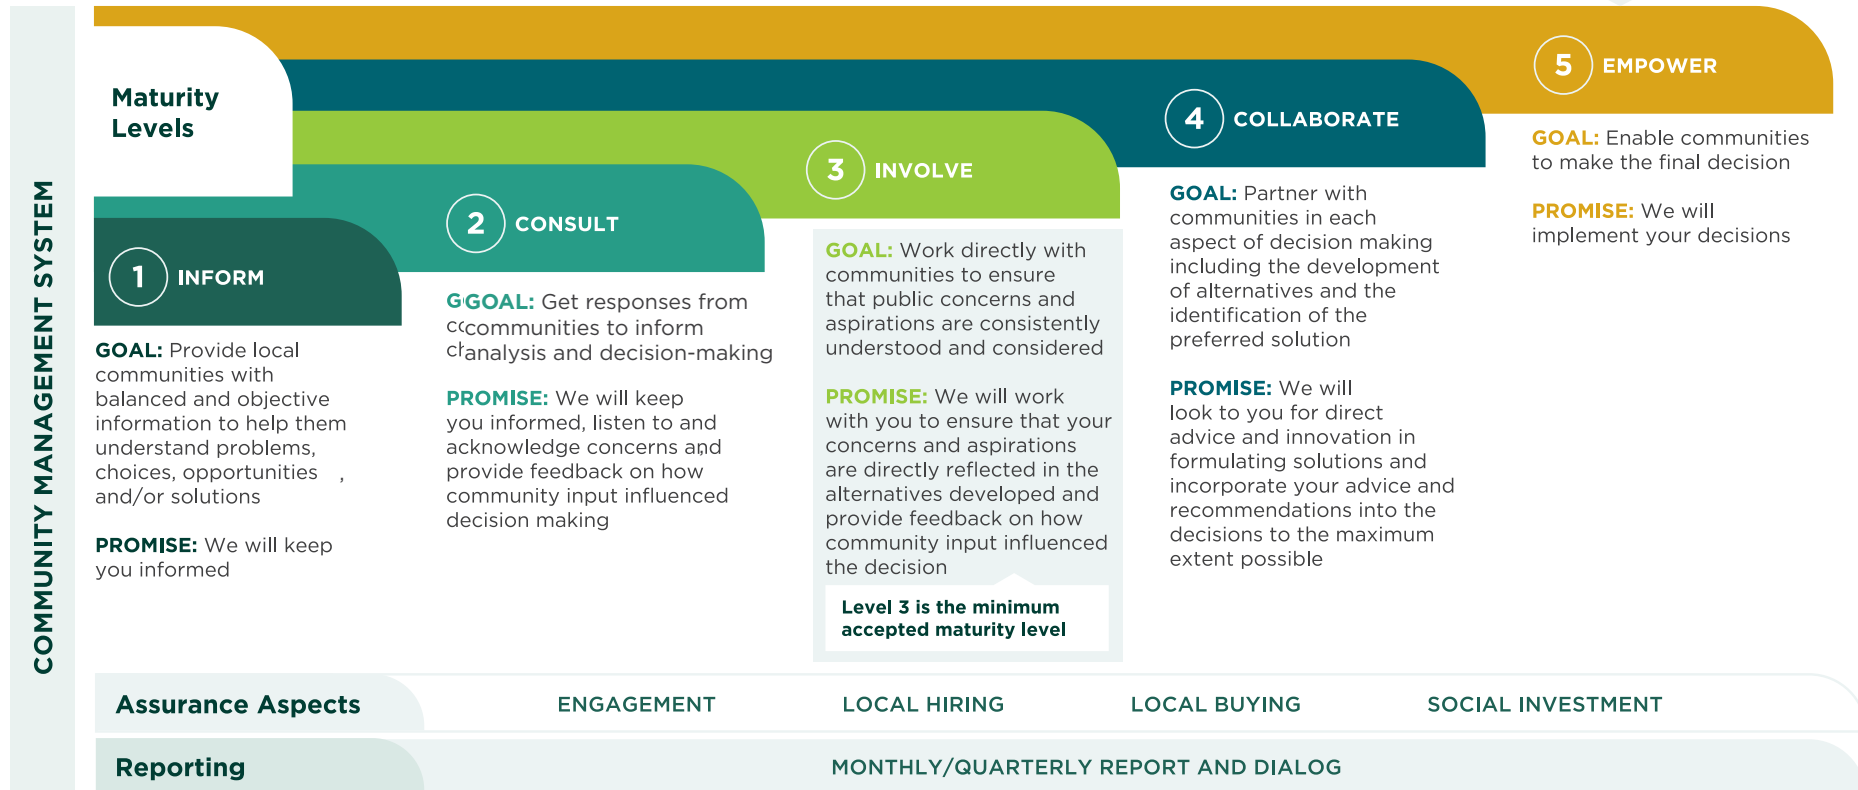 COMMUNITY MANAGEMENT SYSTEM
Maturity
Levels
1 INFORM
GOAL: Provide local
communities with
balanced and objective
information to help them
understand problems,
choices, opportunities ,
and/or solutions
PROMISE: We will keep
you informed
2 CONSULT
GOAL: Get responses from
communities to inform
analysis and decision-making
PROMISE: We will keep
you informed, listen to and
acknowledge concerns and,
provide feedback on how
community input influenced
decision making
3 INVOLVE
GOAL: Work directly with
communities to ensure
that public concerns and
aspirations are consistently
understood and considered
PROMISE: We will work
with you to ensure that your
concerns and aspirations
are directly reflected in the
alternatives developed and
provide feedback on how
community input influenced
the decision
Level 3 is the minimum
accepted maturity level
4 COLLABORATE
GOAL: Partner with
communities in each
aspect of decision making
including the development
of alternatives and the
identification of the
preferred solution
PROMISE: We will
look to you for direct
advice and innovation in
formulating solutions and
incorporate your advice and
recommendations into the
decisions to the maximum
extent possible
5 EMPOWER
GOAL: Enable communities
to make the final decision
PROMISE: We will
implement your decisions
Assurance Aspects
ENGAGEMENT
LOCAL HIRING
LOCAL BUYING
SOCIAL INVESTMENT
Reporting
MONTHLY/QUARTERLY REPORT AND DIALOG